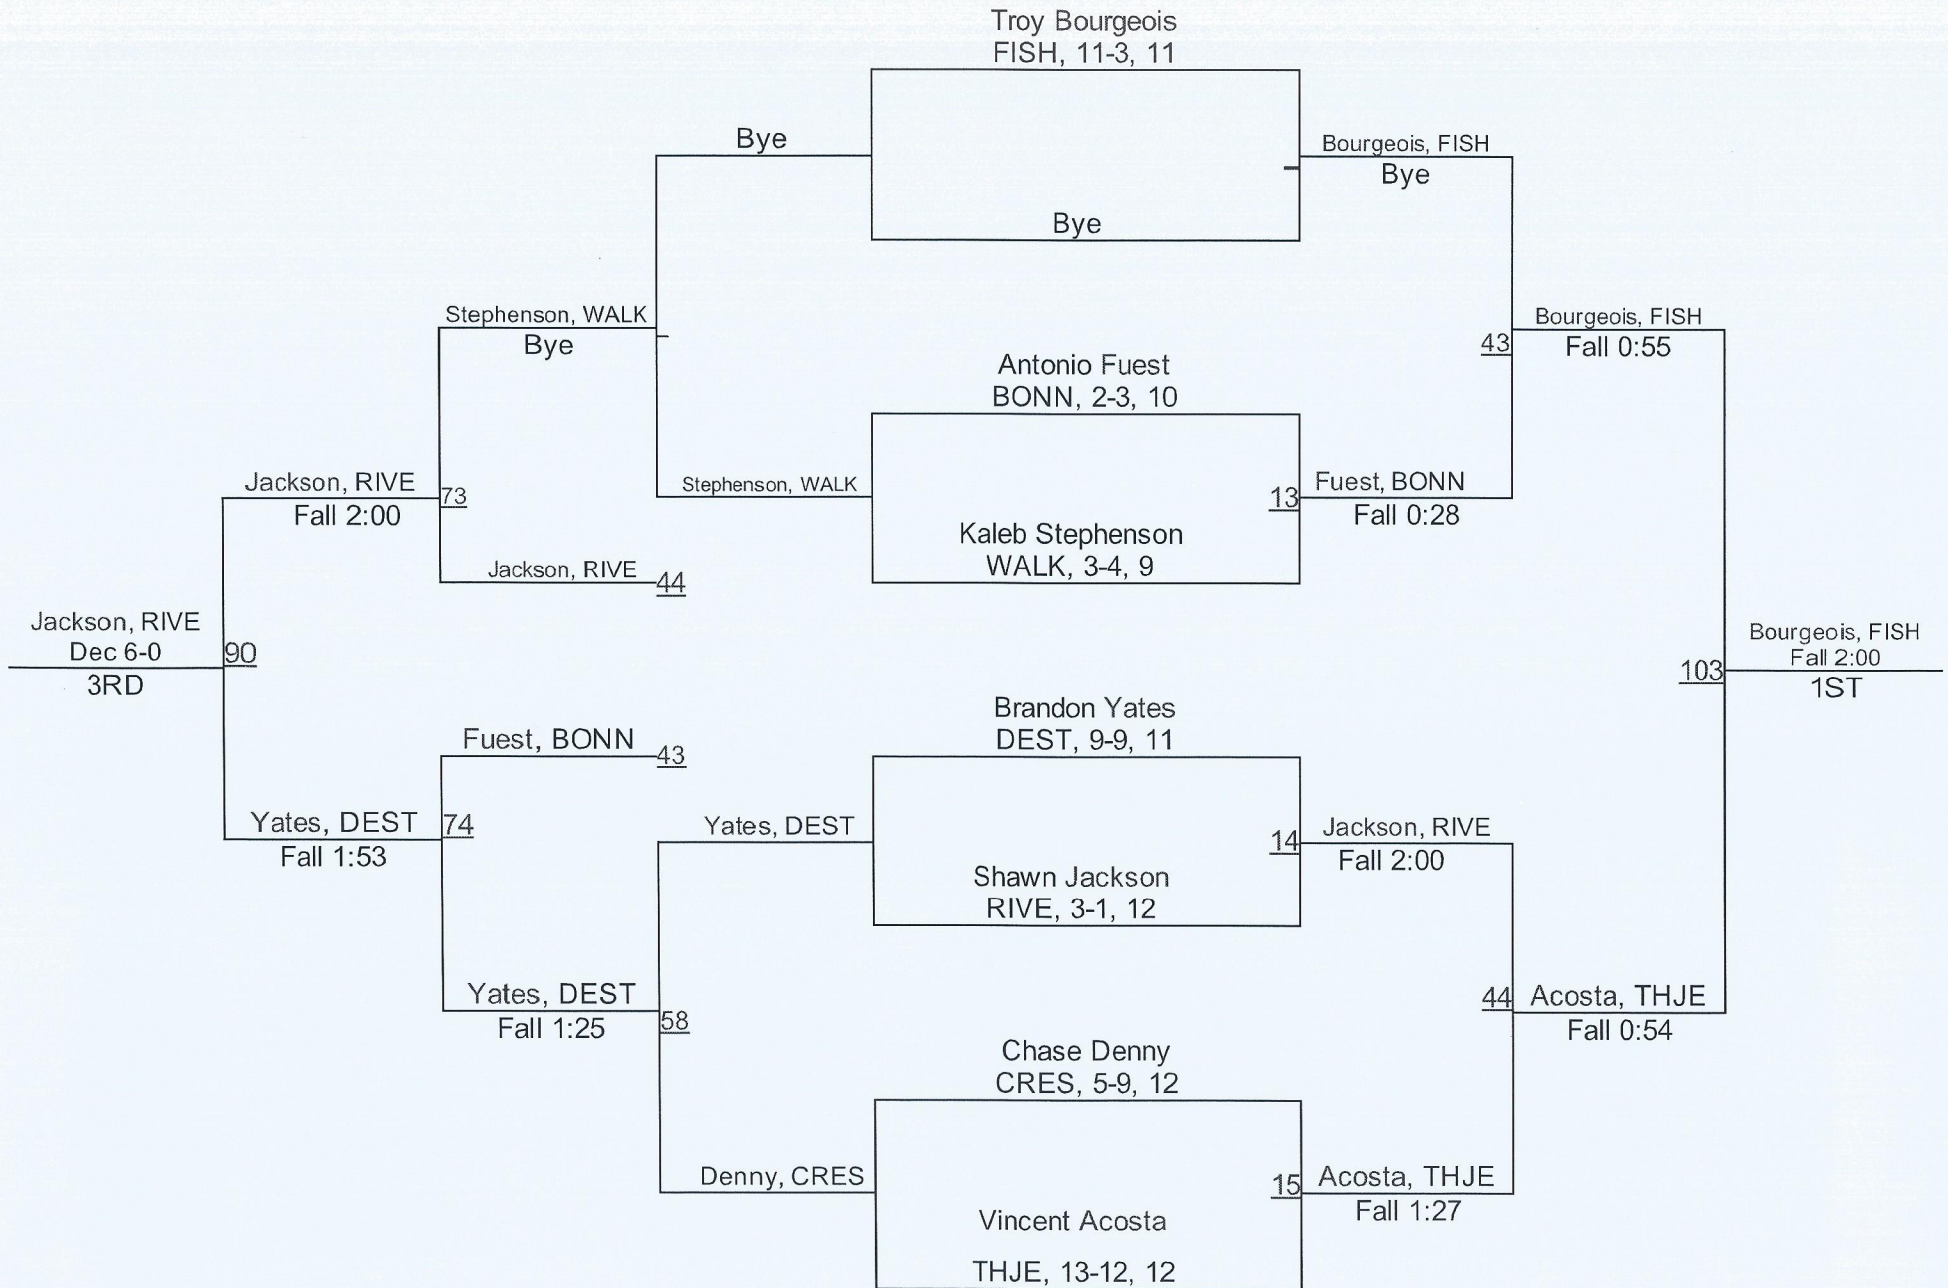 Troy Bourgeois
FISH, 11-3, 11
Bye
Bourgeois, FISH
Bye
Bye
Stephenson, WALK
Bye
Bourgeois, FISH
43
Fall 0:55
Antonio Fuest
BONN, 2-3, 10
Jackson, RIVE
73
Fall 2:00
Stephenson, WALK
13
Fuest, BONN
Fall 0:28
Kaleb Stephenson
WALK, 3-4, 9
Jackson, RIVE
44
Jackson, RIVE
Dec 6-0
90
3RD
Bourgeois, FISH
Fall 2:00
103
1ST
Brandon Yates
DEST, 9-9, 11
Fuest, BONN
43
Yates, DEST
74
Fall 1:53
Yates, DEST
14
Jackson, RIVE
Fall 2:00
Shawn Jackson
RIVE, 3-1, 12
Yates, DEST
58
Fall 1:25
44
Acosta, THJE
Fall 0:54
Chase Denny
CRES, 5-9, 12
Denny, CRES
15
Acosta, THJE
Fall 1:27
Vincent Acosta
THJE, 13-12, 12